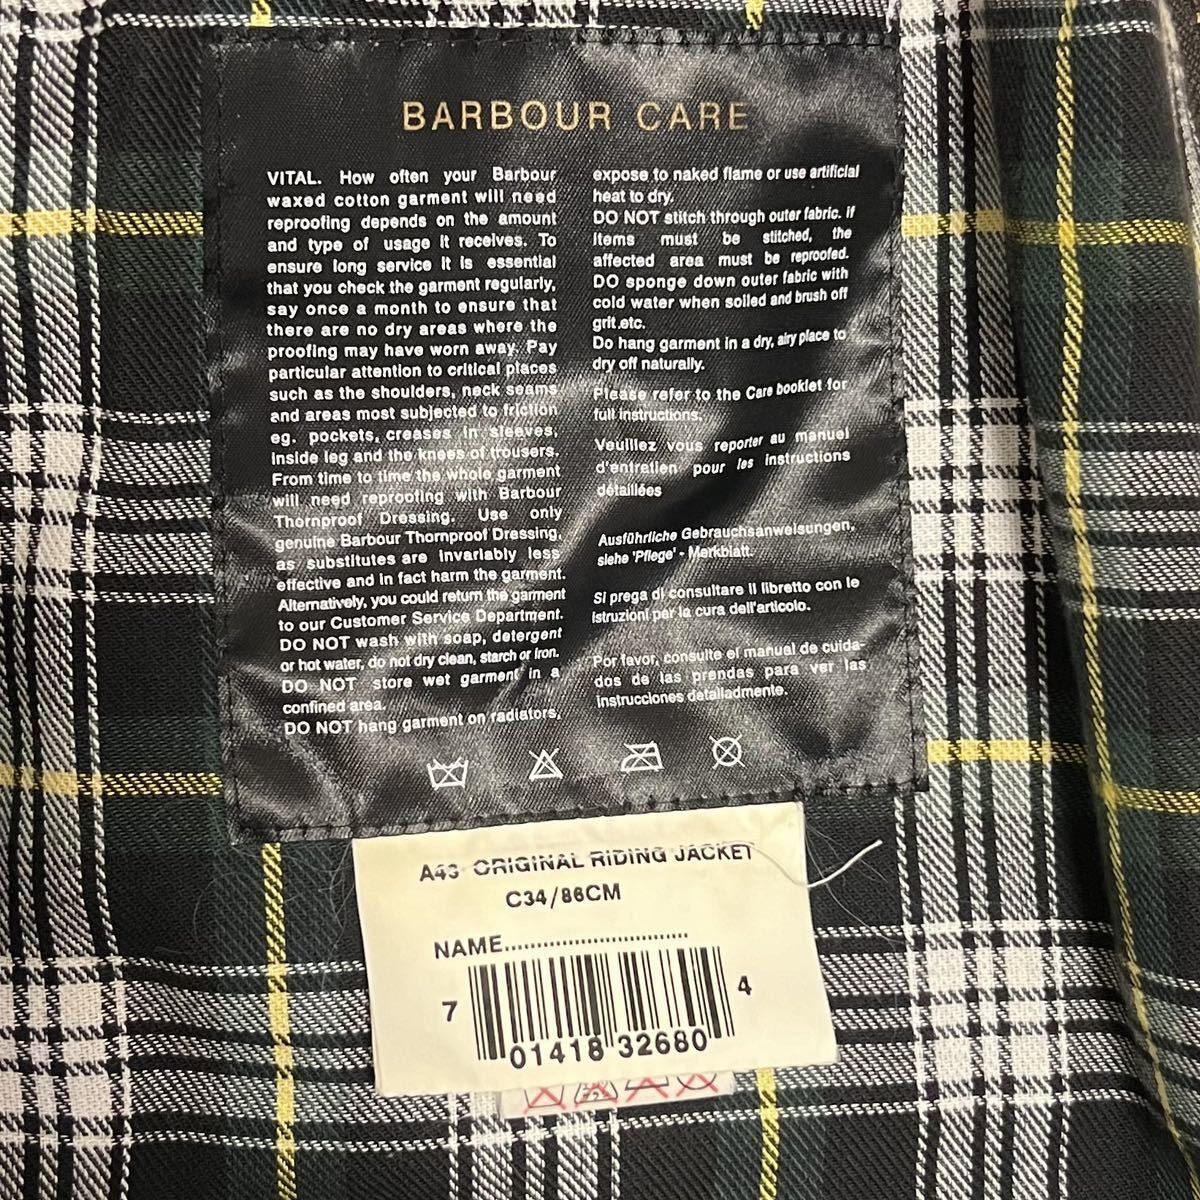 BARBOUR CARE
VITAL. How often your Barbour
waxed cotton garment will need
reproofing depends on the amount
and type of usage it receives. To
ensure long service it is essential
that you check the garment regularly,
say once a month to ensure that
there are no dry areas where the
proofing may have worn away. Pay
particular attention to critical places
such as the shoulders, neck seams
and areas most subjected to friction
eg. pockets, creases in sleeves,
inside leg and the knees of trousers.
From time to time the whole garment
will need reproofing with Barbour
Thornproof Dressing. Use only
genuine Barbour Thornproof Dressing,
as substitutes are invariably less
effective and in fact harm the garment.
Alternatively, you could return the garment
to our Customer Service Department.
DO NOT wash with soap, detergent
or hot water, do not dry clean, starch or iron.
DO NOT store wet garment in a
confined area.
DO NOT hang garment on radiators,
expose to naked flame or use artificial
heat to dry.
DO NOT stitch through outer fabric. If
items must be stitched, the
affected area must be reproofed.
DO sponge down outer fabric with
cold water when soiled and brush off
grit.etc.
Do hang garment in a dry, airy place to
dry off naturally.
Please refer to the Care booklet for
full instructions.
Veuillez vous reporter au manuel
d'entretien pour les instructions
détaillées
Ausführliche Gebrauchsanweisungen,
siehe 'Pflege' - Merkblatt.
Si prega di consultare il libretto con le
istruzioni per la cura dell'articolo.
Por favor, consulte el manual de cuida-
dos de las prendas para ver las
instrucciones detalladmente.
A43 ORIGINAL RIDING JACKET
C34/86CM
NAME.............................
7 01418 32680 4